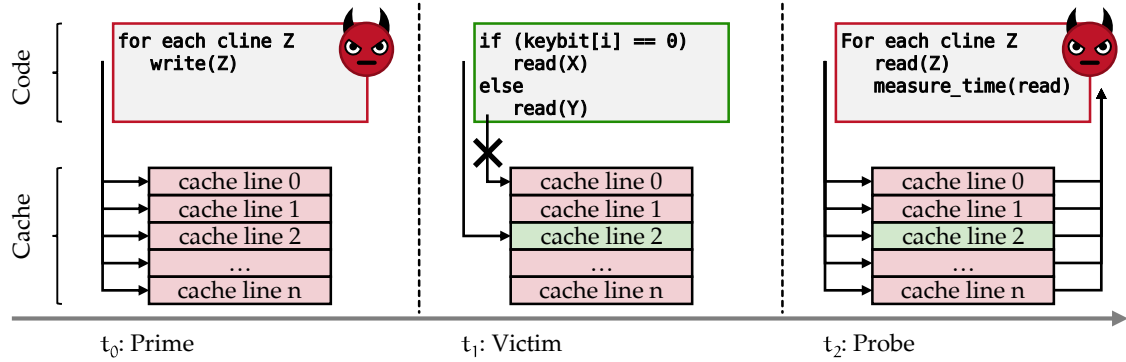 Code
for each cline Z
write(Z)
if (keybit[i] == 0)
read(X)
else
read(Y)
For each cline Z
read(Z)
measure_time(read)
Cache
cache line 0
cache line 1
cache line 2
...
cache line n
cache line 0
cache line 1
cache line 2
...
cache line n
cache line 0
cache line 1
cache line 2
...
cache line n
t0: Prime
t1: Victim
t2: Probe